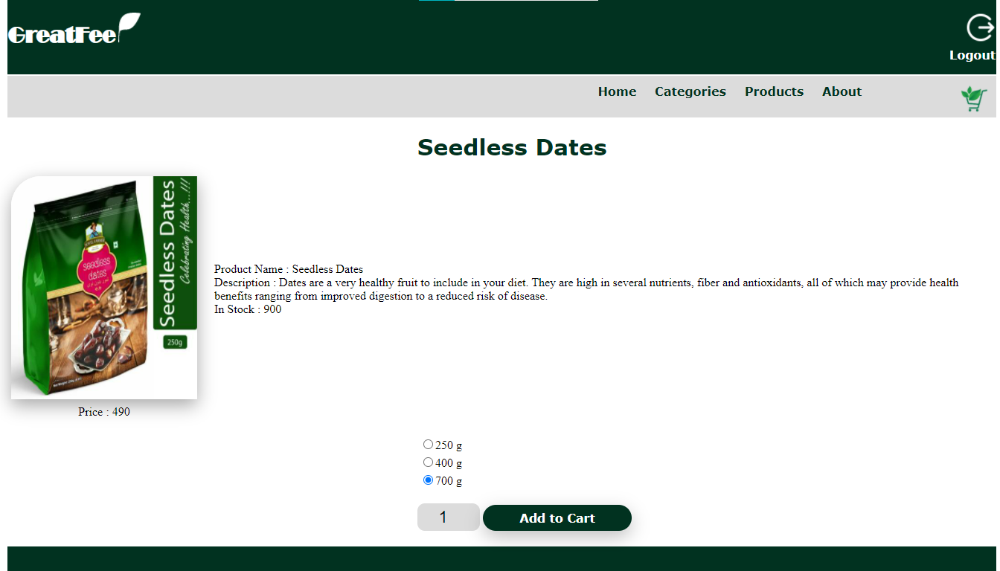 GreatFee
Logout
Home Categories Products About
Seedless Dates
Seedless Dates
Celebrating Health...!!!
seedless
dates
250g
Product Name : Seedless Dates
Description : Dates are a very healthy fruit to include in your diet. They are high in several nutrients, fiber and antioxidants, all of which may provide health
benefits ranging from improved digestion to a reduced risk of disease.
In Stock : 900
Price : 490
250 g
400 g
700 g
1
Add to Cart